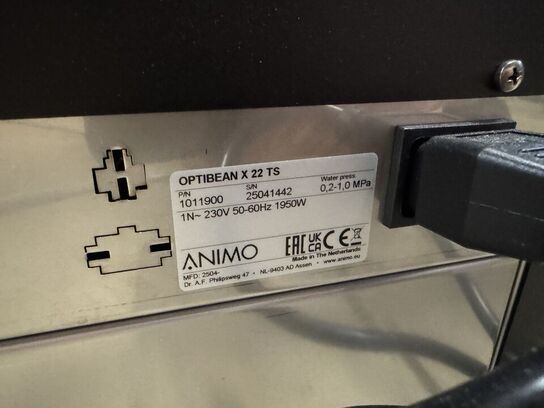 OPTIBEAN X 22 TS
P/N S/N Water press.
1011900 25041442 0,2-1,0 MPa
1N~ 230V 50-60Hz 1950W
ANIMO EAC UK CA CE
Made in The Netherlands
MFD: 2504-
Dr. A.F. Philipsweg 47 • NL-9403 AD Assen • www.animo.eu